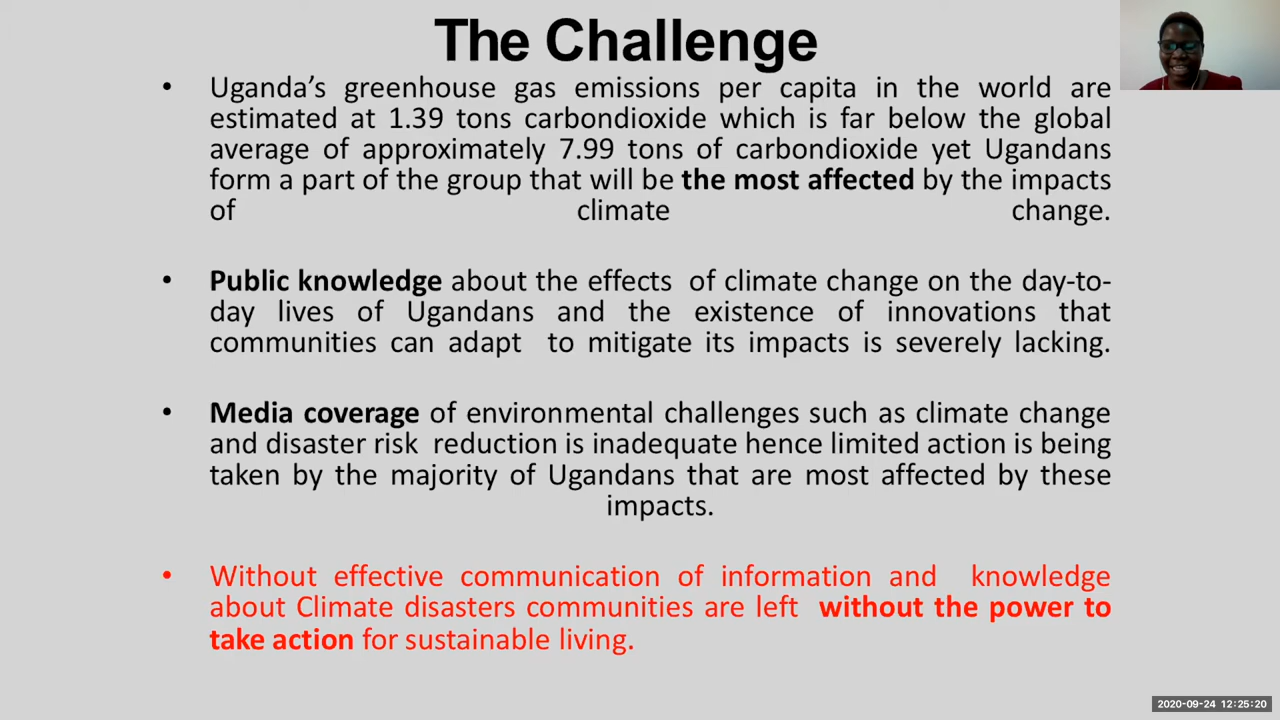 The Challenge
• Uganda’s greenhouse gas emissions per capita in the world are
estimated at 1.39 tons carbondioxide which is far below the global
average of approximately 7.99 tons of carbondioxide yet Ugandans
form a part of the group that will be the most affected by the impacts
of climate change.
• Public knowledge about the effects of climate change on the day-to-
day lives of Ugandans and the existence of innovations that
communities can adapt to mitigate its impacts is severely lacking.
• Media coverage of environmental challenges such as climate change
and disaster risk reduction is inadequate hence limited action is being
taken by the majority of Ugandans that are most affected by these
impacts.
• Without effective communication of information and knowledge
about Climate disasters communities are left without the power to
take action for sustainable living.
2020-09-24 12:25:20